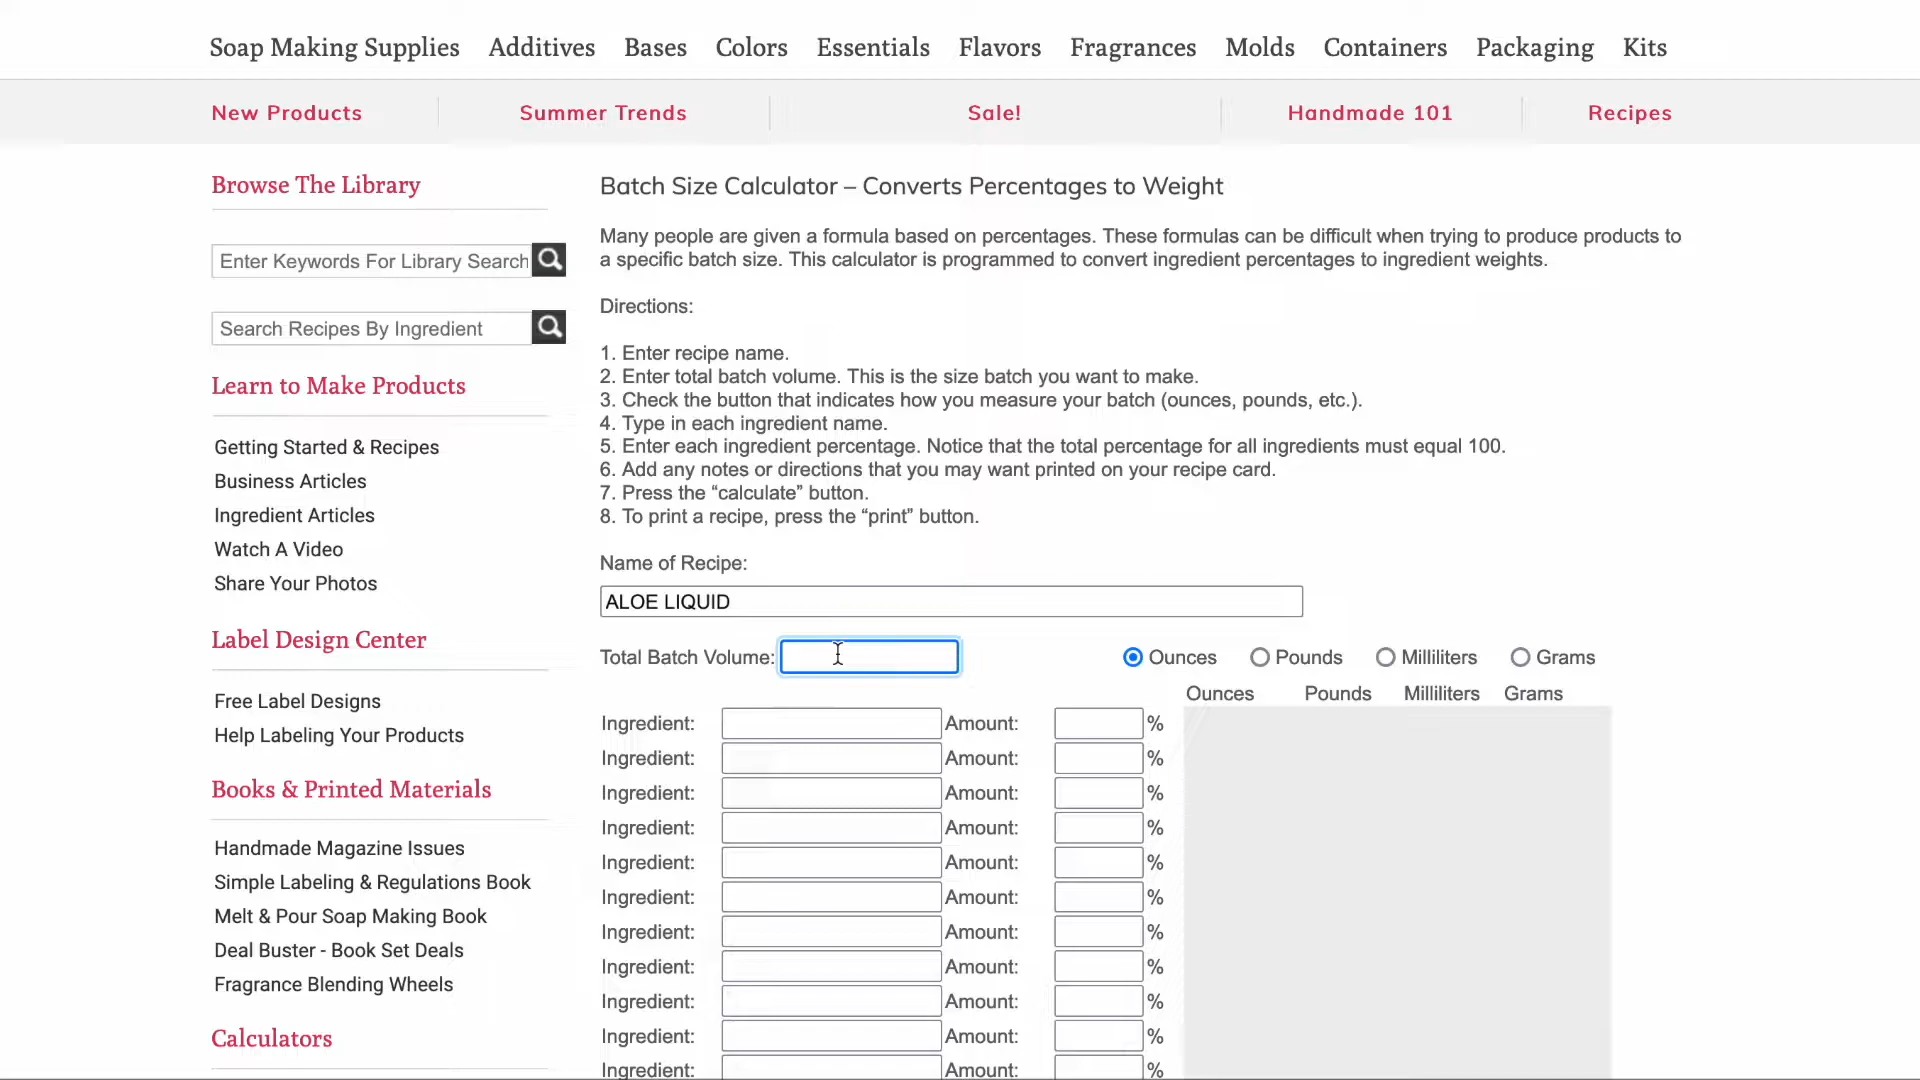 Soap Making Supplies Additives Bases Colors Essentials Flavors Fragrances Molds Containers Packaging Kits
New Products Summer Trends Sale! Handmade 101 Recipes
Browse The Library
Enter Keywords For Library Search
Search Recipes By Ingredient
Learn to Make Products
Getting Started & Recipes
Business Articles
Ingredient Articles
Watch A Video
Share Your Photos
Label Design Center
Free Label Designs
Help Labeling Your Products
Books & Printed Materials
Handmade Magazine Issues
Simple Labeling & Regulations Book
Melt & Pour Soap Making Book
Deal Buster - Book Set Deals
Fragrance Blending Wheels
Calculators
Batch Size Calculator – Converts Percentages to Weight
Many people are given a formula based on percentages. These formulas can be difficult when trying to produce products to
a specific batch size. This calculator is programmed to convert ingredient percentages to ingredient weights.
Directions:
1. Enter recipe name.
2. Enter total batch volume. This is the size batch you want to make.
3. Check the button that indicates how you measure your batch (ounces, pounds, etc.).
4. Type in each ingredient name.
5. Enter each ingredient percentage. Notice that the total percentage for all ingredients must equal 100.
6. Add any notes or directions that you may want printed on your recipe card.
7. Press the “calculate” button.
8. To print a recipe, press the “print” button.
Name of Recipe:
ALOE LIQUID
Total Batch Volume: Ounces Pounds Milliliters Grams
Ounces Pounds Milliliters Grams
Ingredient: Amount: %
Ingredient: Amount: %
Ingredient: Amount: %
Ingredient: Amount: %
Ingredient: Amount: %
Ingredient: Amount: %
Ingredient: Amount: %
Ingredient: Amount: %
Ingredient: Amount: %
Ingredient: Amount: %
Ingredient: Amount: %